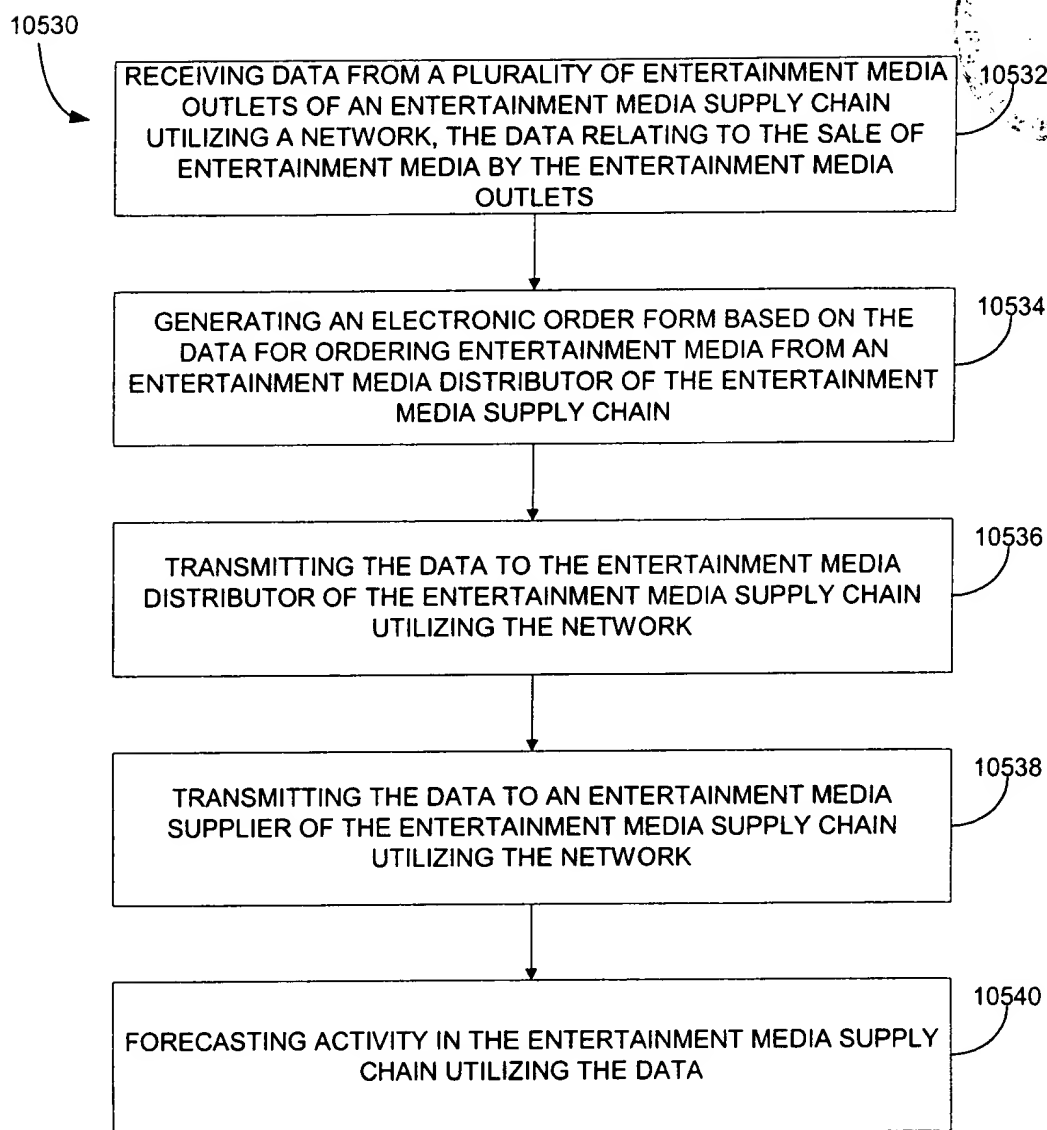 10530
RECEIVING DATA FROM A PLURALITY OF ENTERTAINMENT MEDIA
OUTLETS OF AN ENTERTAINMENT MEDIA SUPPLY CHAIN
UTILIZING A NETWORK, THE DATA RELATING TO THE SALE OF
ENTERTAINMENT MEDIA BY THE ENTERTAINMENT MEDIA
OUTLETS
10532
GENERATING AN ELECTRONIC ORDER FORM BASED ON THE
DATA FOR ORDERING ENTERTAINMENT MEDIA FROM AN
ENTERTAINMENT MEDIA DISTRIBUTOR OF THE ENTERTAINMENT
MEDIA SUPPLY CHAIN
10534
TRANSMITTING THE DATA TO THE ENTERTAINMENT MEDIA
DISTRIBUTOR OF THE ENTERTAINMENT MEDIA SUPPLY CHAIN
UTILIZING THE NETWORK
10536
TRANSMITTING THE DATA TO AN ENTERTAINMENT MEDIA
SUPPLIER OF THE ENTERTAINMENT MEDIA SUPPLY CHAIN
UTILIZING THE NETWORK
10538
FORECASTING ACTIVITY IN THE ENTERTAINMENT MEDIA SUPPLY
CHAIN UTILIZING THE DATA
10540